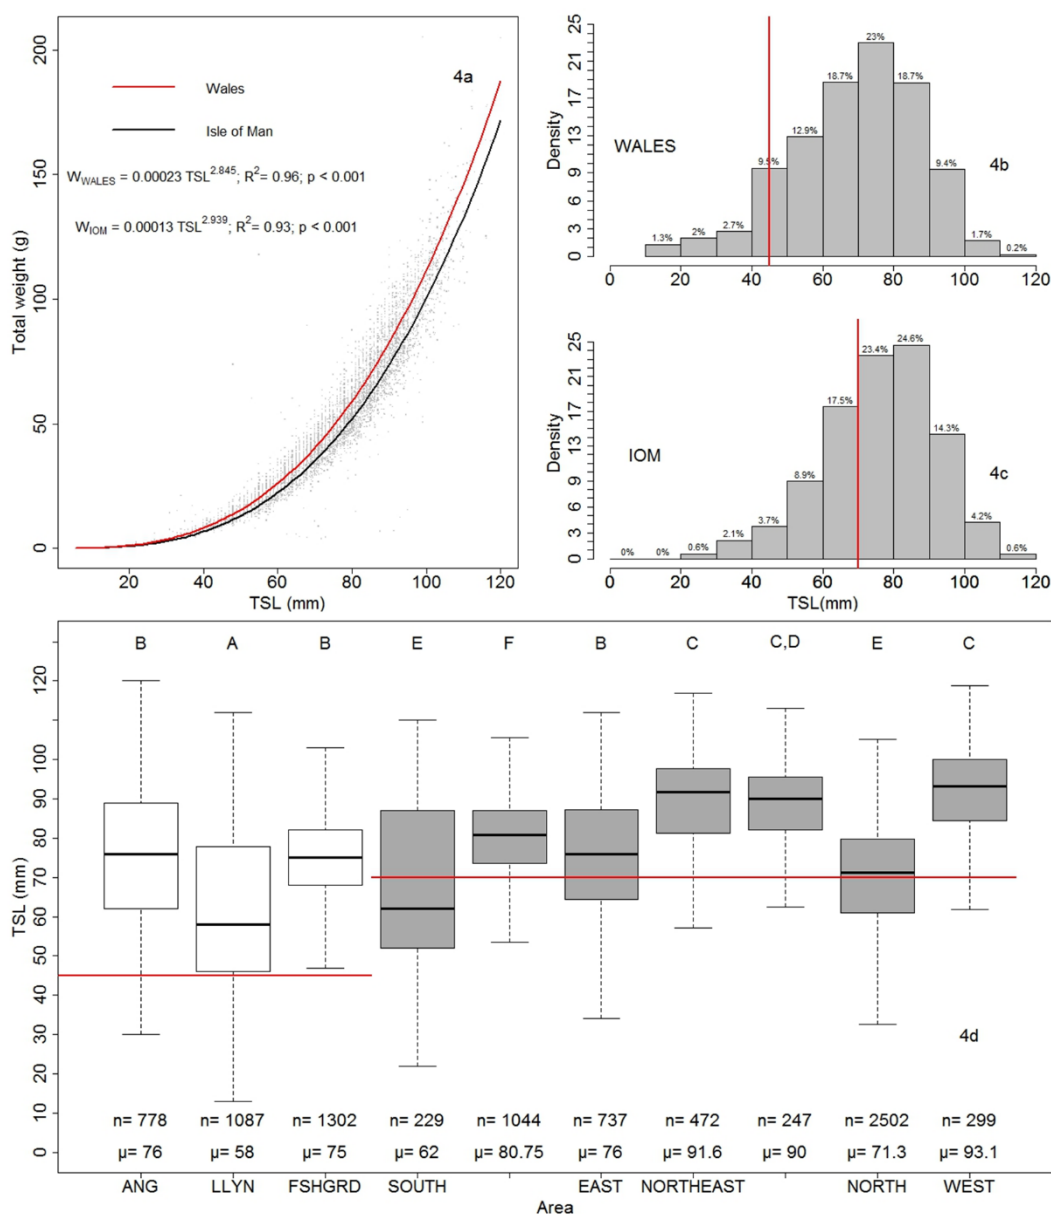 4a
Wales
Isle of Man
W_WALES = 0.00023 TSL^2.845; R^2= 0.96; p < 0.001
W_IOM = 0.00013 TSL^2.939; R^2= 0.93; p < 0.001
Total weight (g)
200
150
100
50
0
20 40 60 80 100 120
TSL (mm)
WALES
4b
Density
25
21
17
13
9
6
3
0
1.3% 2% 2.7% 9.5% 12.9% 18.7% 23% 18.7% 9.4% 1.7% 0.2%
0 20 40 60 80 100 120
IOM
4c
Density
25
21
17
13
9
6
3
0
0% 0% 0.6% 2.1% 3.7% 8.9% 17.5% 23.4% 24.6% 14.3% 4.2% 0.6%
0 20 40 60 80 100 120
TSL(mm)
B A B E F B C C,D E C
TSL (mm)
120
100
90
80
70
60
50
40
30
20
10
0
4d
n= 778 n= 1087 n= 1302 n= 229 n= 1044 n= 737 n= 472 n= 247 n= 2502 n= 299
µ= 76 µ= 58 µ= 75 µ= 62 µ= 80.75 µ= 76 µ= 91.6 µ= 90 µ= 71.3 µ= 93.1
ANG LLYN FSHGRD SOUTH EAST NORTHEAST NORTH WEST
Area